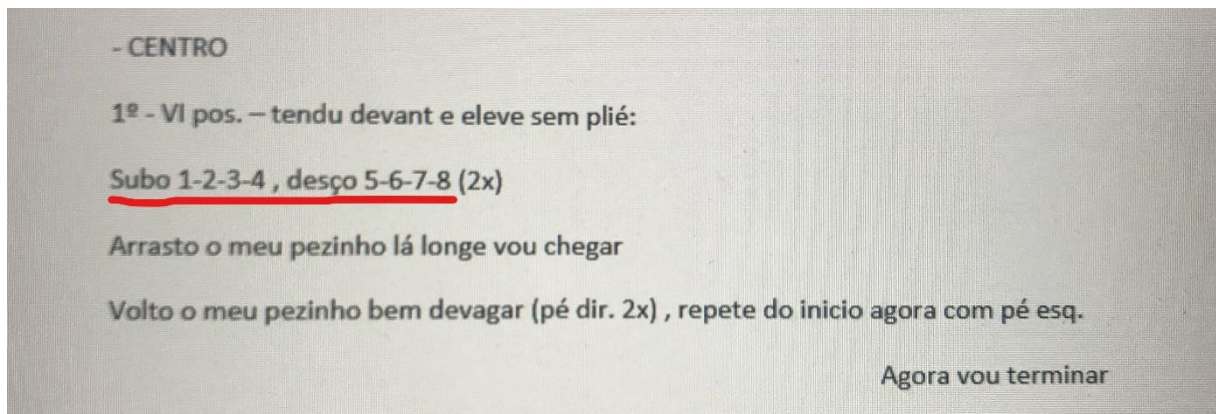 - CENTRO
1º - VI pos. – tendu devant e eleve sem plié:
Subo 1-2-3-4 , desço 5-6-7-8 (2x)
Arrasto o meu pezinho lá longe vou chegar
Volto o meu pezinho bem devagar (pé dir. 2x) , repete do inicio agora com pé esq.
Agora vou terminar